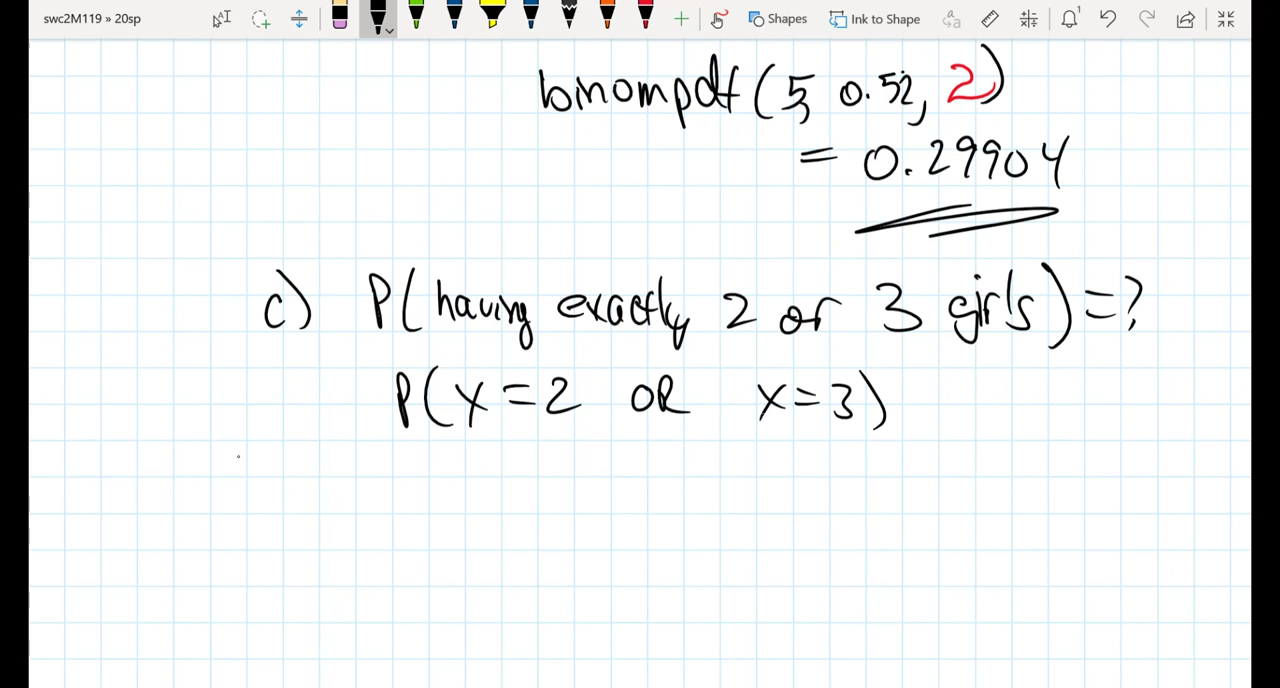 swc2M119 » 20sp
Shapes
Ink to Shape
1
binompdf(5, 0.52, 2)
= 0.29904
c) P(having exactly 2 or 3 girls) = ?
P(x = 2 OR x = 3)